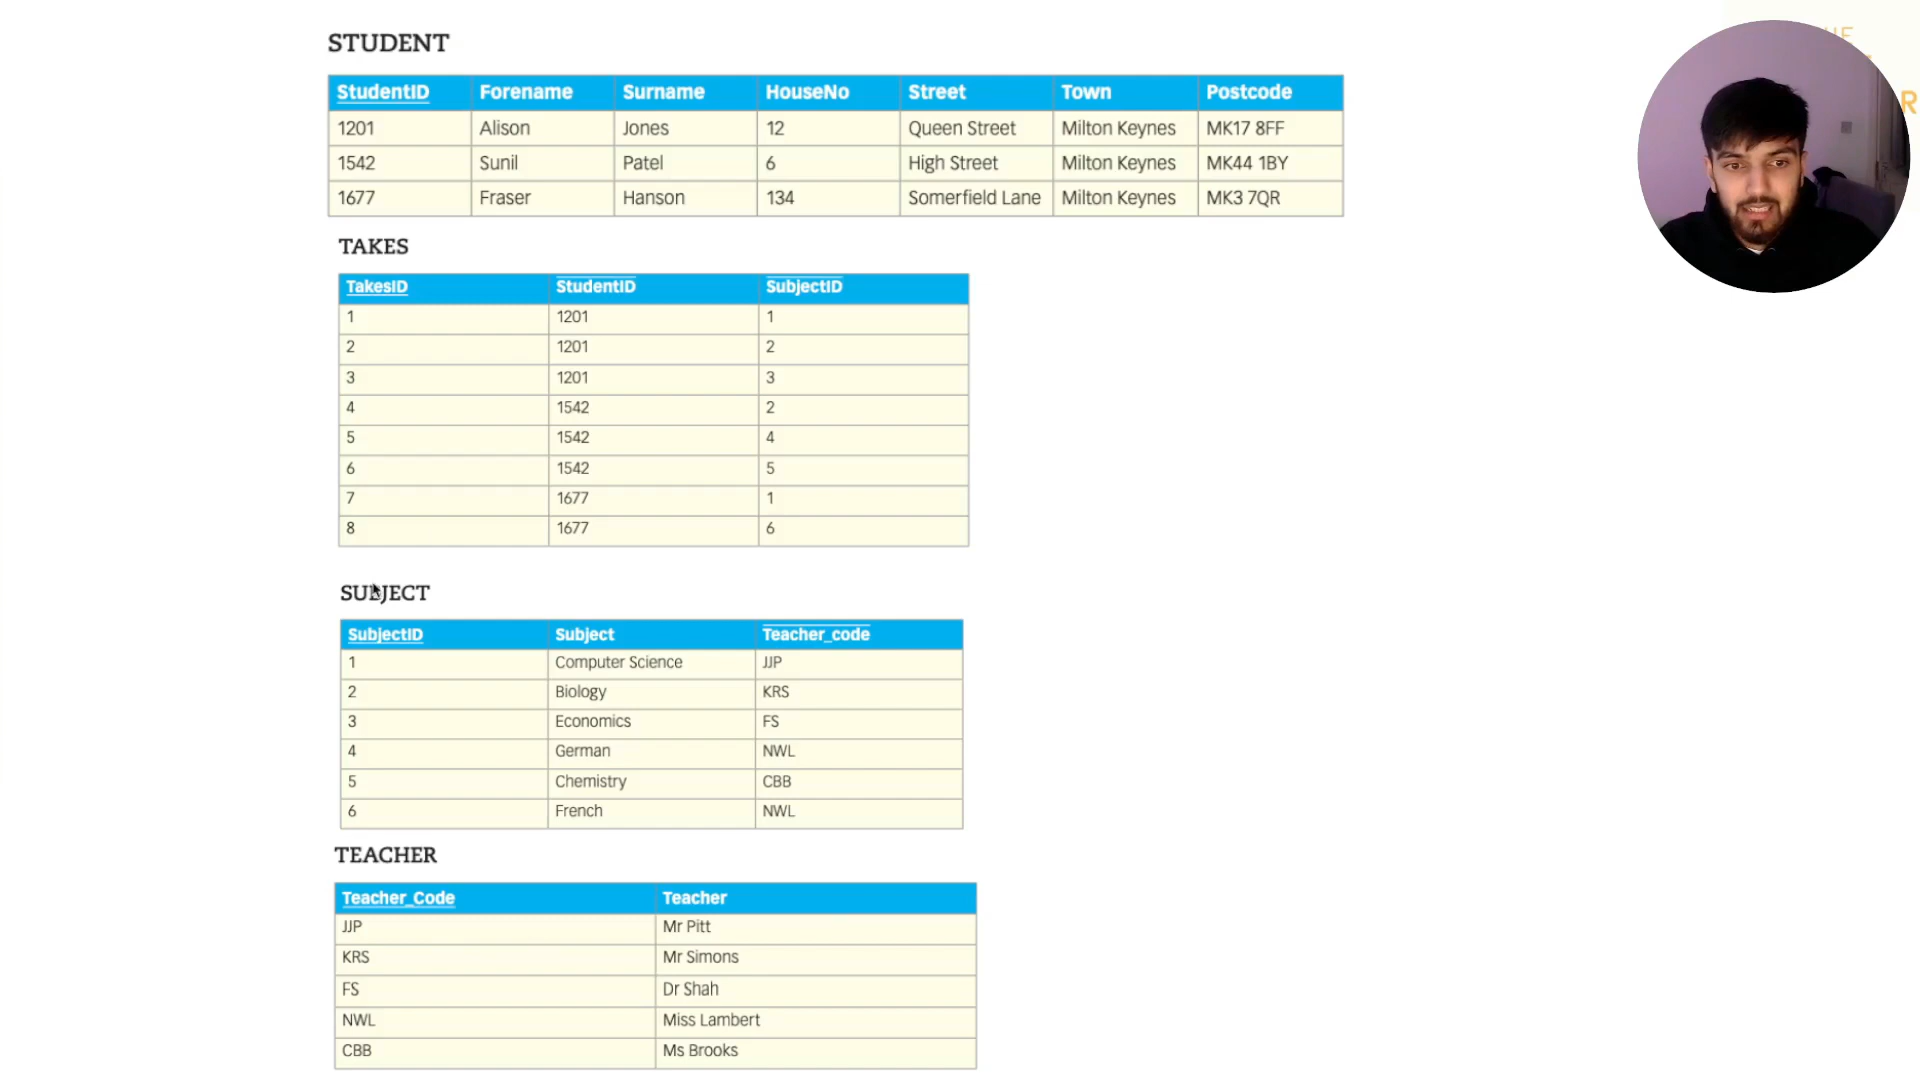 STUDENT
StudentID Forename Surname HouseNo Street Town Postcode
1201 Alison Jones 12 Queen Street Milton Keynes MK17 8FF
1542 Sunil Patel 6 High Street Milton Keynes MK44 1BY
1677 Fraser Hanson 134 Somerfield Lane Milton Keynes MK3 7QR
TAKES
TakesID StudentID SubjectID
1 1201 1
2 1201 2
3 1201 3
4 1542 2
5 1542 4
6 1542 5
7 1677 1
8 1677 6
SUBJECT
SubjectID Subject Teacher_code
1 Computer Science JJP
2 Biology KRS
3 Economics FS
4 German NWL
5 Chemistry CBB
6 French NWL
TEACHER
Teacher_Code Teacher
JJP Mr Pitt
KRS Mr Simons
FS Dr Shah
NWL Miss Lambert
CBB Ms Brooks